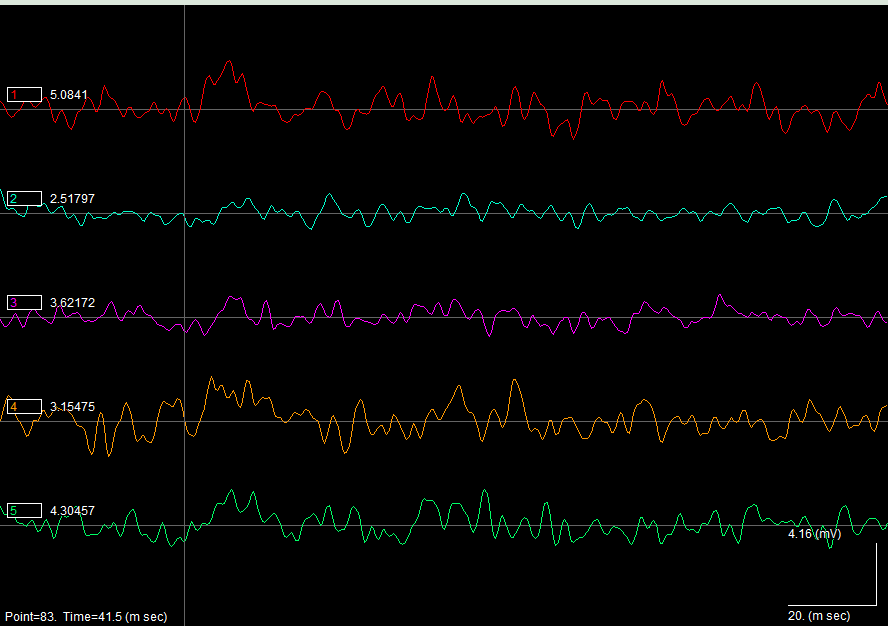 1 5.0841
2 2.51797
3 3.62172
4 3.15475
5 4.30457
4.16 (mV)
20. (m sec)
Point=83. Time=41.5 (m sec)